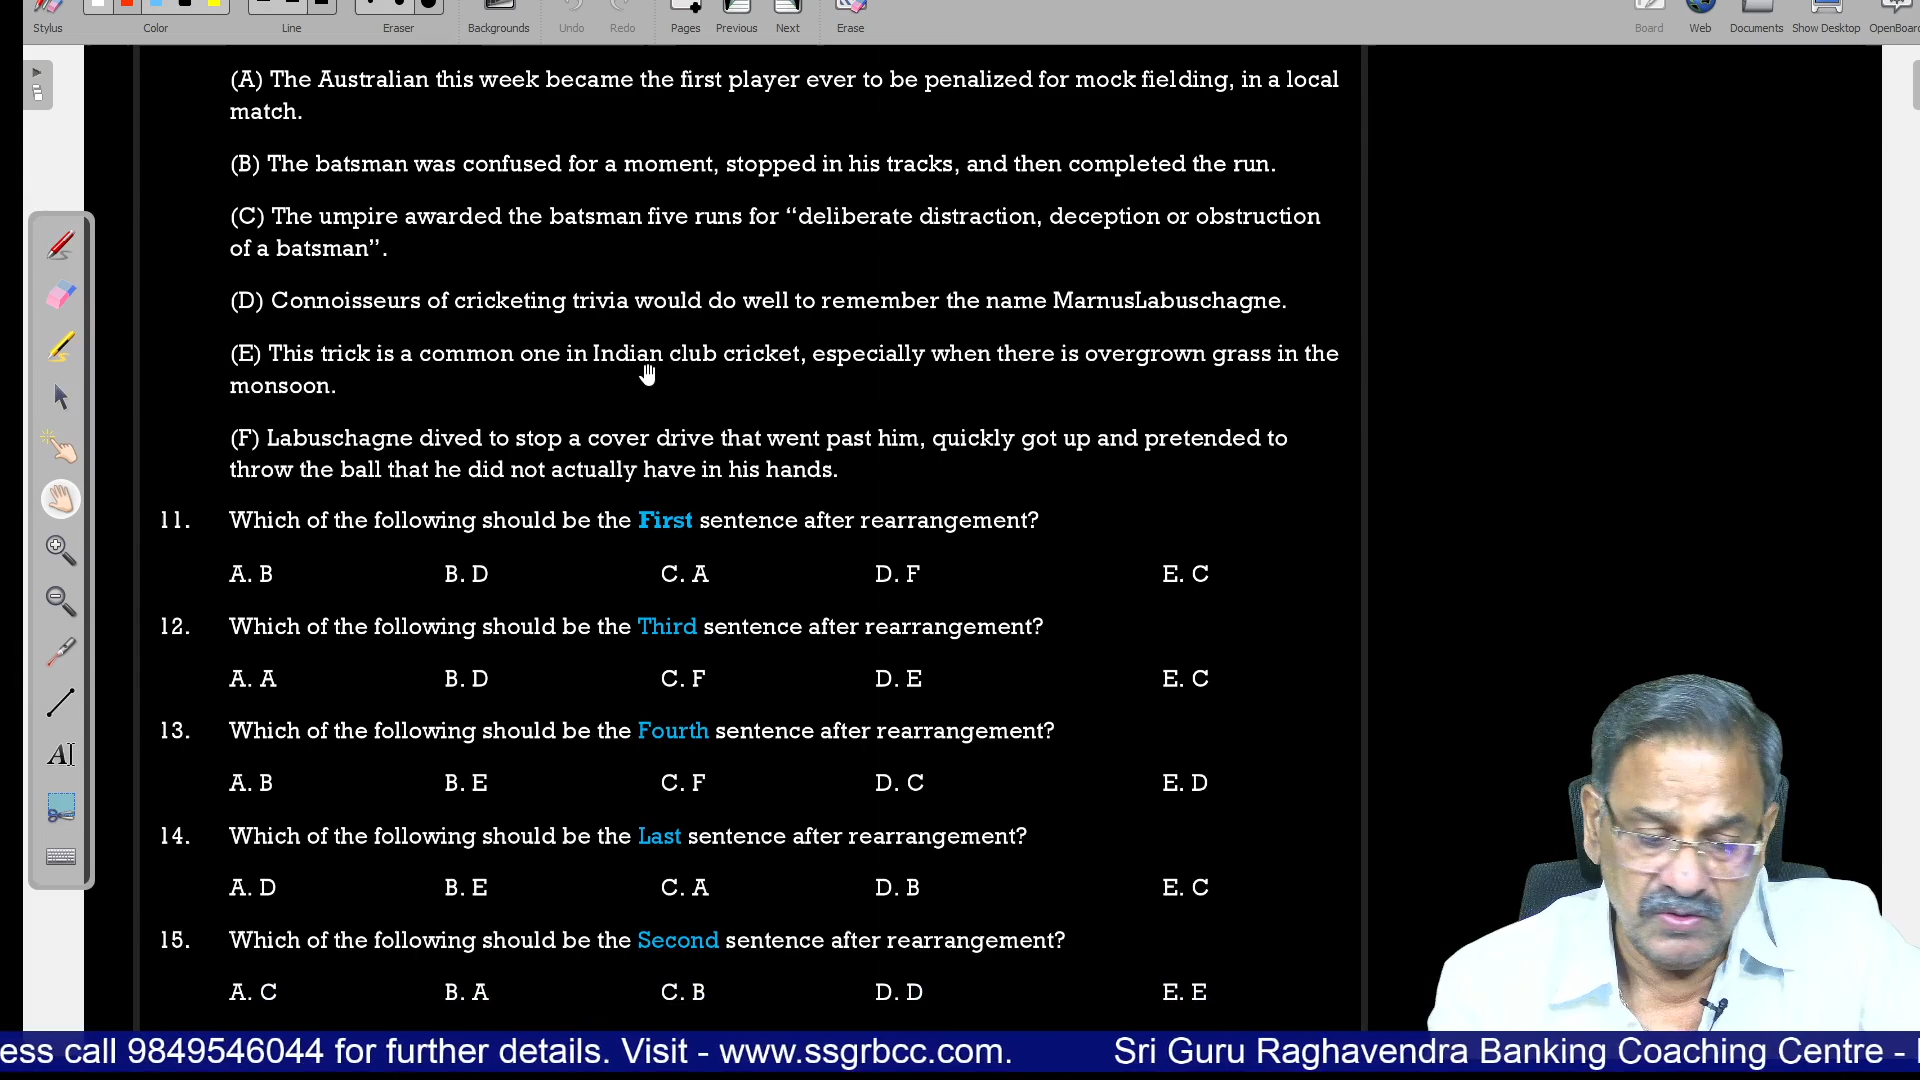 Stylus Color Line Eraser Backgrounds Undo Redo Pages Previous Next Erase Board Web Documents Show Desktop OpenBoard
(A) The Australian this week became the first player ever to be penalized for mock fielding, in a local
match.
(B) The batsman was confused for a moment, stopped in his tracks, and then completed the run.
(C) The umpire awarded the batsman five runs for “deliberate distraction, deception or obstruction
of a batsman”.
(D) Connoisseurs of cricketing trivia would do well to remember the name MarnusLabuschagne.
(E) This trick is a common one in Indian club cricket, especially when there is overgrown grass in the
monsoon.
(F) Labuschagne dived to stop a cover drive that went past him, quickly got up and pretended to
throw the ball that he did not actually have in his hands.
11. Which of the following should be the First sentence after rearrangement?
A. B B. D C. A D. F E. C
12. Which of the following should be the Third sentence after rearrangement?
A. A B. D C. F D. E E. C
13. Which of the following should be the Fourth sentence after rearrangement?
A. B B. E C. F D. C E. D
14. Which of the following should be the Last sentence after rearrangement?
A. D B. E C. A D. B E. C
15. Which of the following should be the Second sentence after rearrangement?
A. C B. A C. B D. D E. E
ess call 9849546044 for further details. Visit - www.ssgrbcc.com. Sri Guru Raghavendra Banking Coaching Centre -